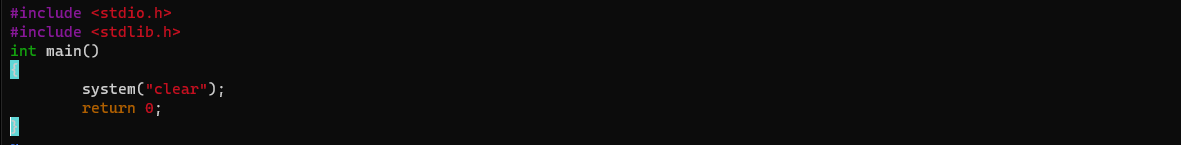 #include <stdio.h>
#include <stdlib.h>
int main()
{
        system("clear");
        return 0;
}
~